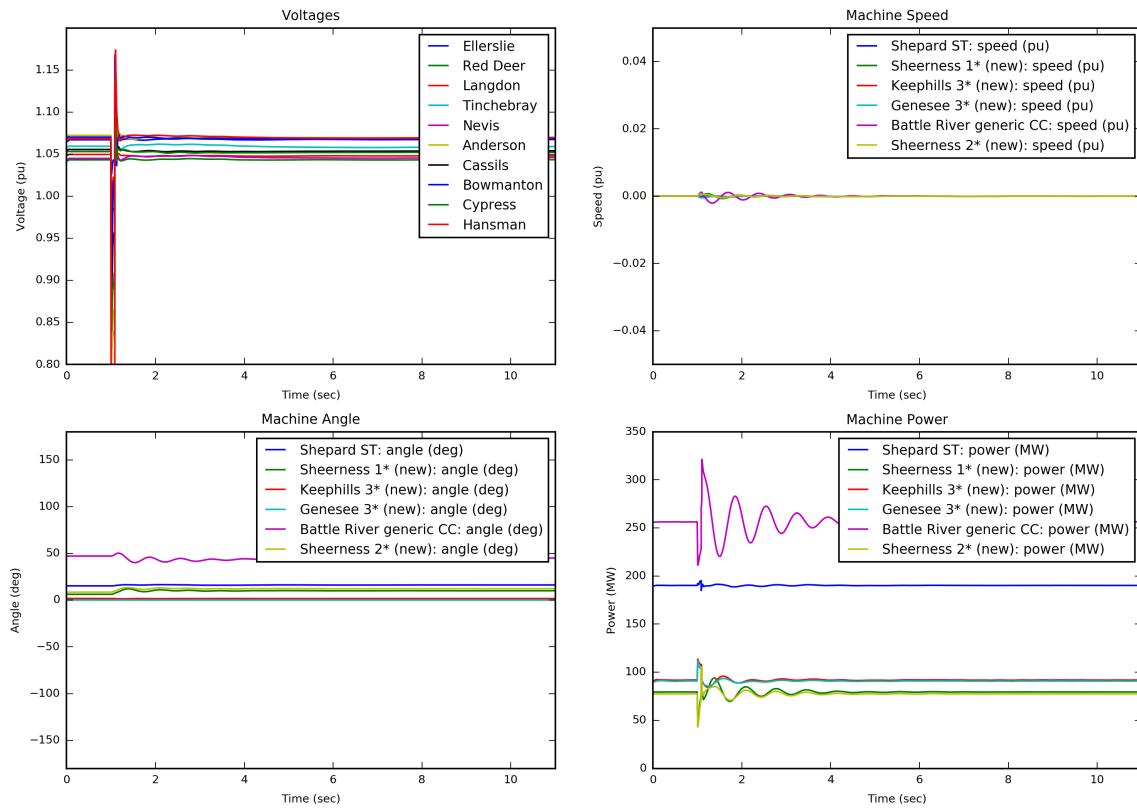 Voltages
1.15
1.10
1.05
1.00
0.95
0.90
0.85
0.80
Voltage (pu)
0 2 4 6 8 10
Time (sec)
Ellerslie
Red Deer
Langdon
Tinchebray
Nevis
Anderson
Cassils
Bowmanton
Cypress
Hansman
Machine Speed
0.04
0.02
0.00
−0.02
−0.04
Speed (pu)
0 2 4 6 8 10
Time (sec)
Shepard ST: speed (pu)
Sheerness 1* (new): speed (pu)
Keephills 3* (new): speed (pu)
Genesee 3* (new): speed (pu)
Battle River generic CC: speed (pu)
Sheerness 2* (new): speed (pu)
Machine Angle
150
100
50
0
−50
−100
−150
Angle (deg)
0 2 4 6 8 10
Time (sec)
Shepard ST: angle (deg)
Sheerness 1* (new): angle (deg)
Keephills 3* (new): angle (deg)
Genesee 3* (new): angle (deg)
Battle River generic CC: angle (deg)
Sheerness 2* (new): angle (deg)
Machine Power
350
300
250
200
150
100
50
0
Power (MW)
0 2 4 6 8 10
Time (sec)
Shepard ST: power (MW)
Sheerness 1* (new): power (MW)
Keephills 3* (new): power (MW)
Genesee 3* (new): power (MW)
Battle River generic CC: power (MW)
Sheerness 2* (new): power (MW)